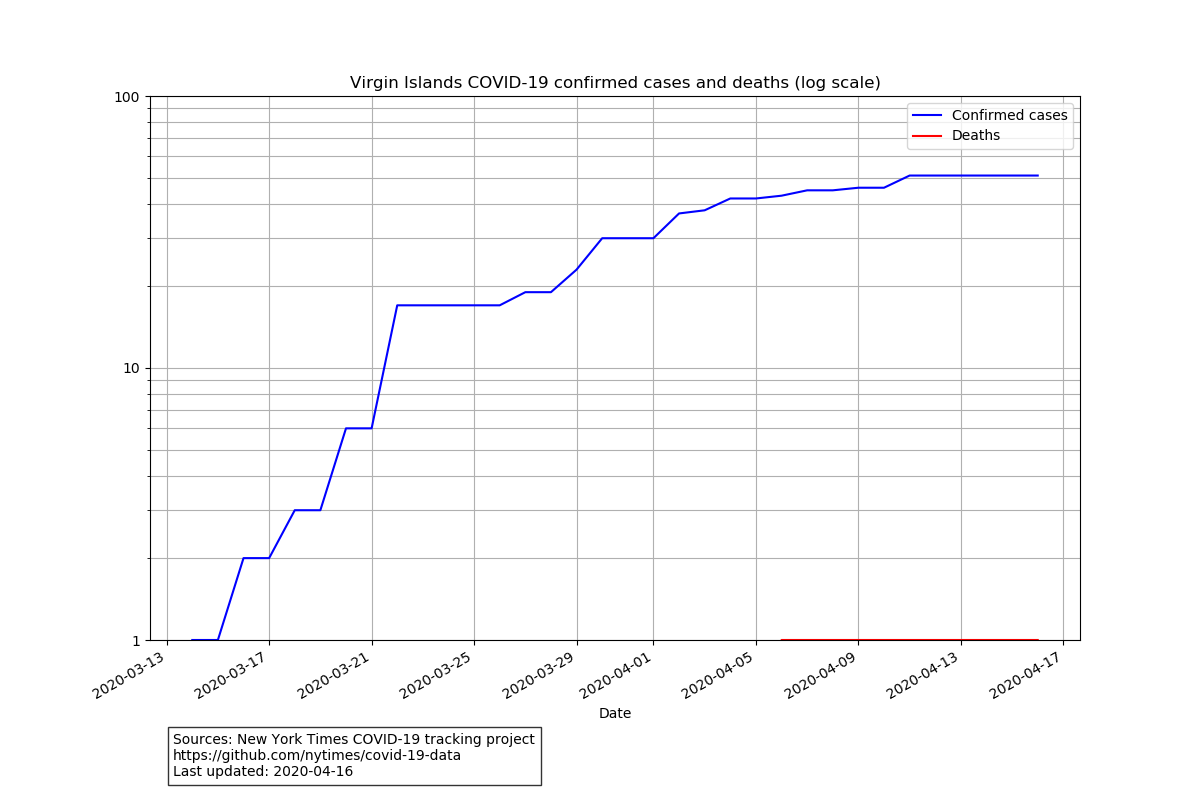 Virgin Islands COVID-19 confirmed cases and deaths (log scale)
100
10
1
Confirmed cases
Deaths
2020-03-13
2020-03-17
2020-03-21
2020-03-25
2020-03-29
2020-04-01
2020-04-05
2020-04-09
2020-04-13
2020-04-17
Date
Sources: New York Times COVID-19 tracking project
https://github.com/nytimes/covid-19-data
Last updated: 2020-04-16